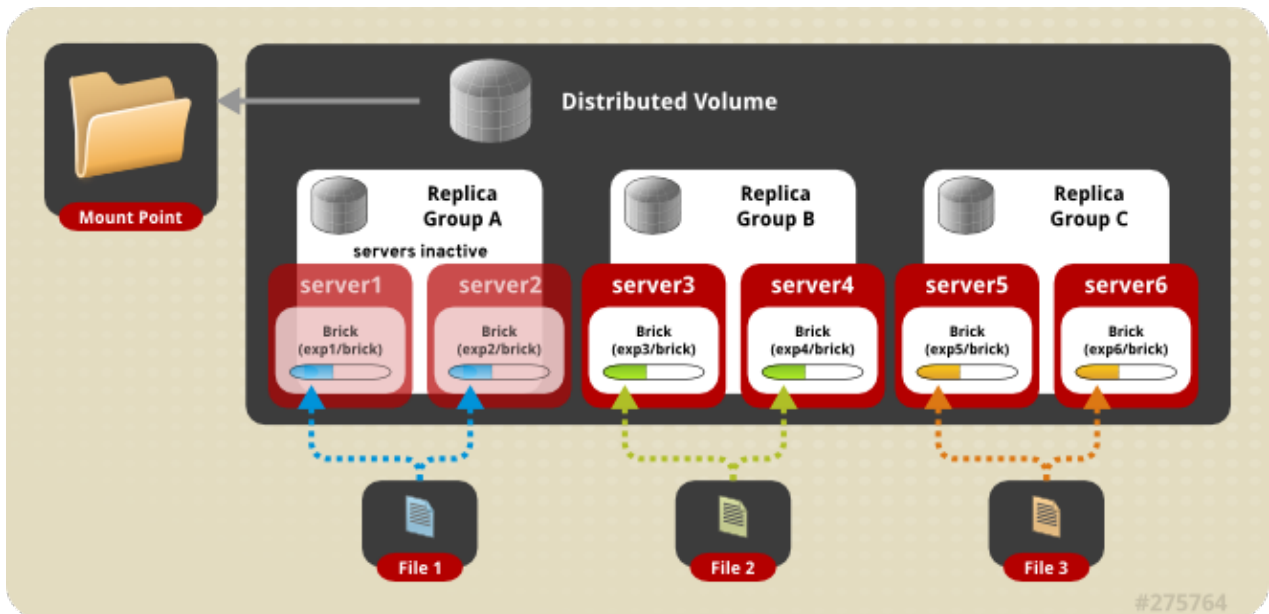 Distributed Volume
Mount Point
Replica
Group A
servers inactive
Replica
Group B
Replica
Group C
server1
server2
server3
server4
server5
server6
Brick
(exp1/brick)
Brick
(exp2/brick)
Brick
(exp3/brick)
Brick
(exp4/brick)
Brick
(exp5/brick)
Brick
(exp6/brick)
File 1
File 2
File 3
#275764